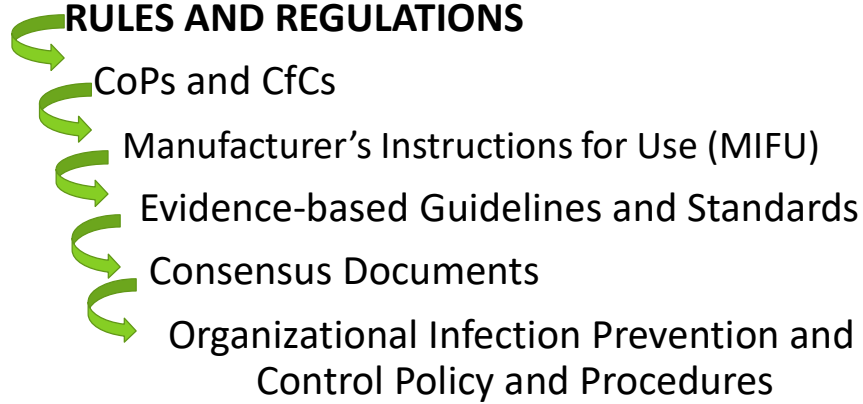 RULES AND REGULATIONS
CoPs and CfCs
Manufacturer’s Instructions for Use (MIFU)
Evidence-based Guidelines and Standards
Consensus Documents
Organizational Infection Prevention and
Control Policy and Procedures